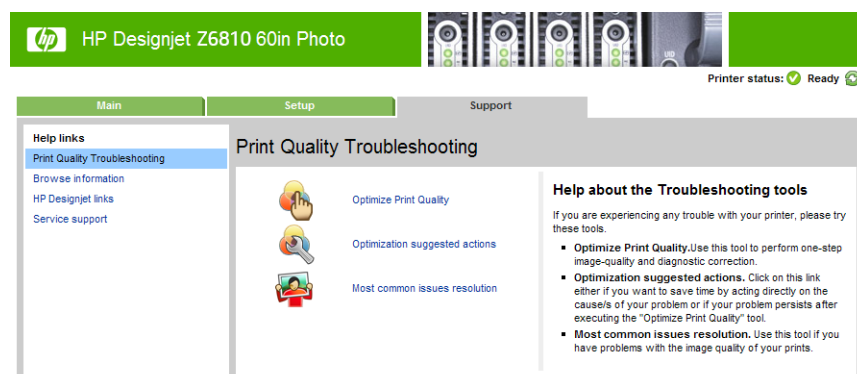 hp HP Designjet Z6810 60in Photo
UID
Printer status: Ready
Main Setup Support
Help links
Print Quality Troubleshooting
Browse information
HP Designjet links
Service support
Print Quality Troubleshooting
Optimize Print Quality
Optimization suggested actions
Most common issues resolution
Help about the Troubleshooting tools
If you are experiencing any trouble with your printer, please try
these tools.
Optimize Print Quality.Use this tool to perform one-step
image-quality and diagnostic correction.
Optimization suggested actions. Click on this link
either if you want to save time by acting directly on the
cause/s of your problem or if your problem persists after
executing the "Optimize Print Quality" tool.
Most common issues resolution. Use this tool if you
have problems with the image quality of your prints.